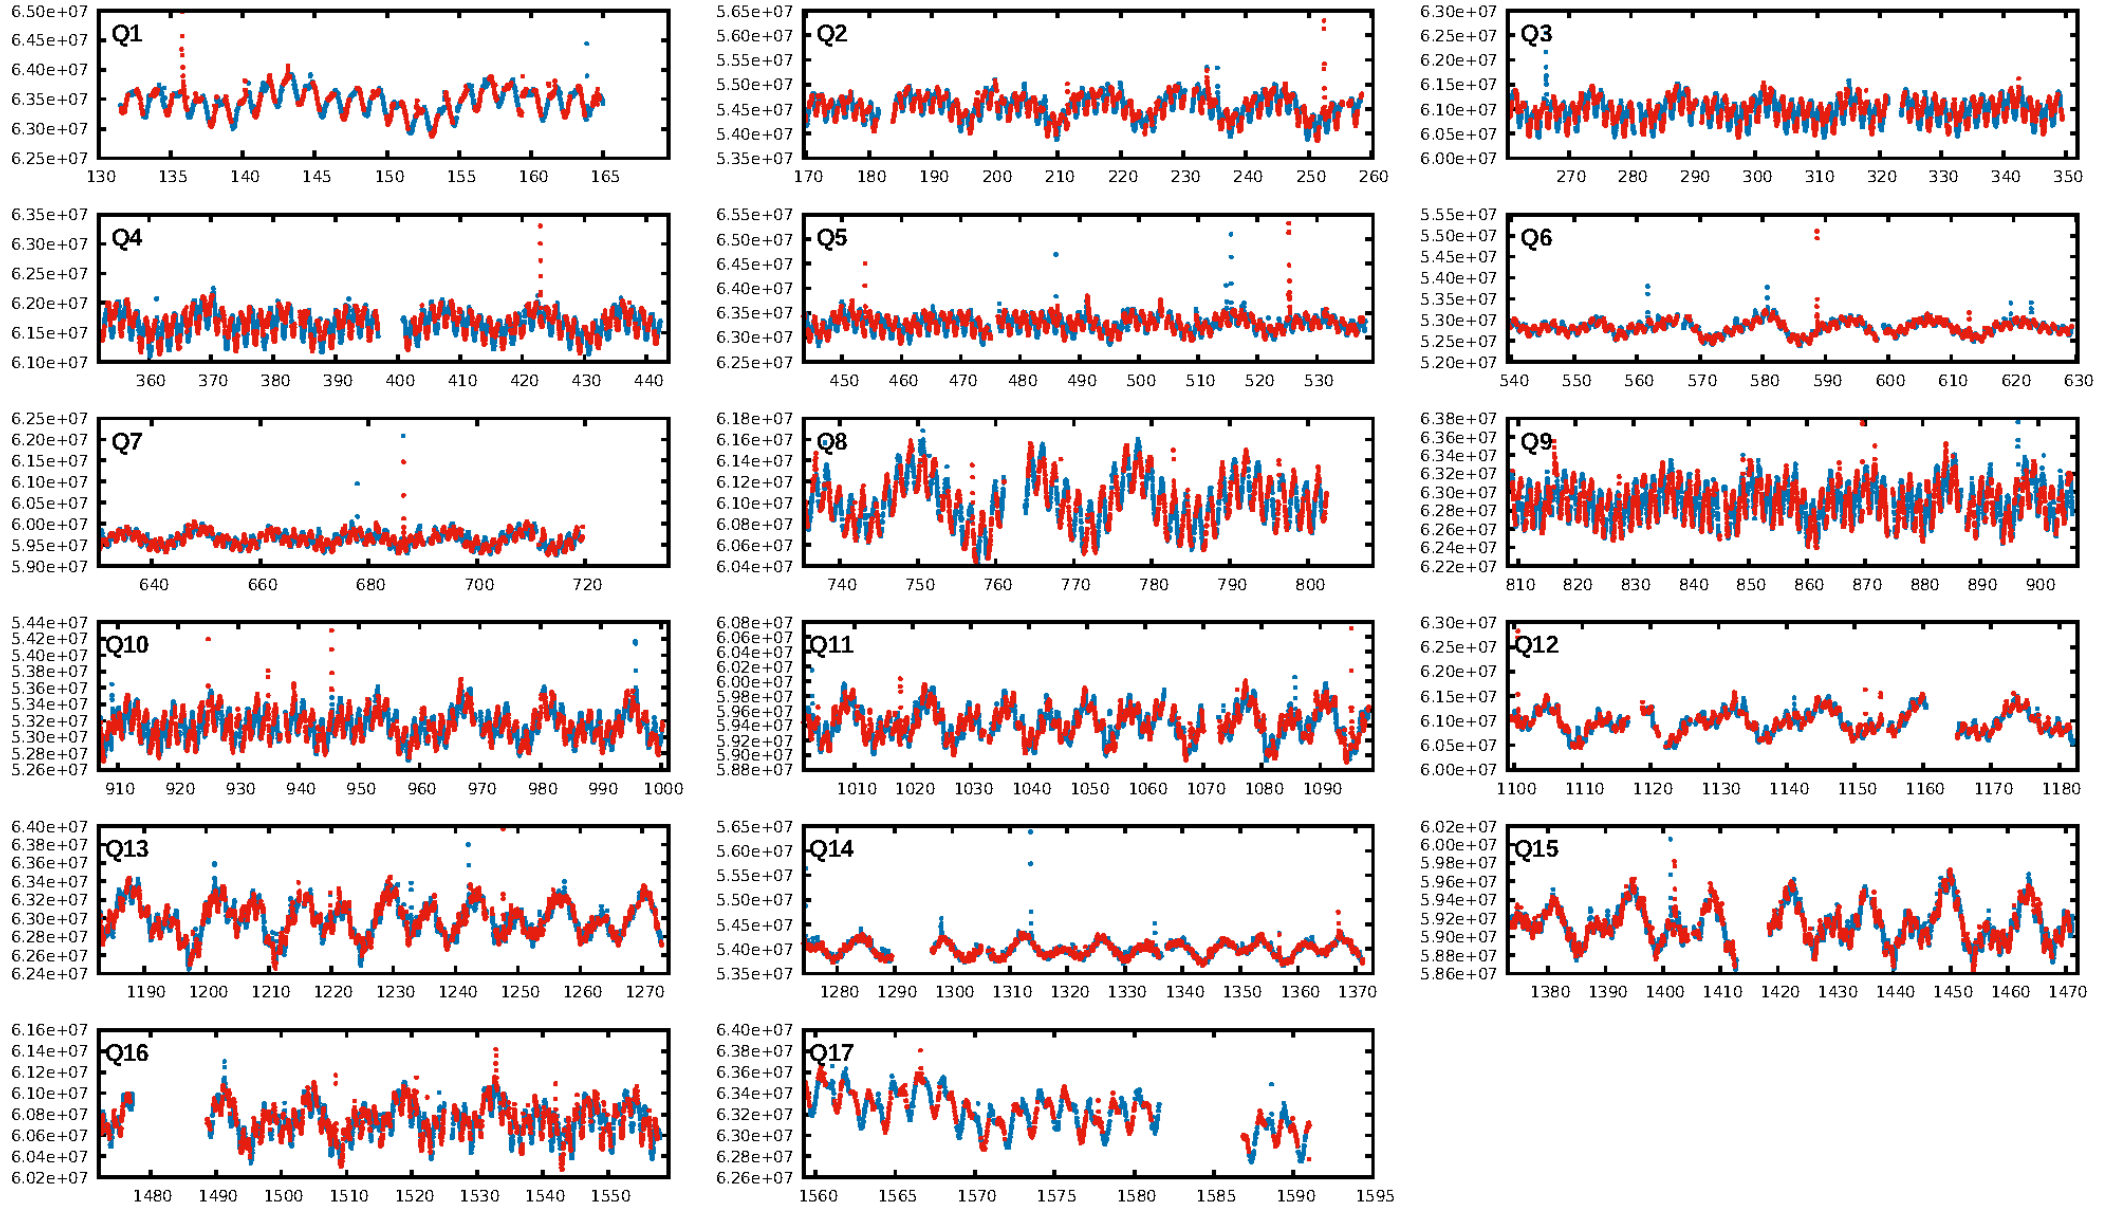 6.50e+07
Q1
6.45e+07
6.40e+07
6.35e+07
6.30e+07
6.25e+07
130 135 140 145 150 155 160 165
5.65e+07
Q2
5.60e+07
5.55e+07
5.50e+07
5.45e+07
5.40e+07
5.35e+07
170 180 190 200 210 220 230 240 250 260
6.30e+07
Q3
6.25e+07
6.20e+07
6.15e+07
6.10e+07
6.05e+07
6.00e+07
270 280 290 300 310 320 330 340 350
6.35e+07
Q4
6.30e+07
6.25e+07
6.20e+07
6.15e+07
6.10e+07
360 370 380 390 400 410 420 430 440
6.55e+07
Q5
6.50e+07
6.45e+07
6.40e+07
6.35e+07
6.30e+07
6.25e+07
450 460 470 480 490 500 510 520 530
5.55e+07
Q6
5.50e+07
5.45e+07
5.40e+07
5.35e+07
5.30e+07
5.25e+07
5.20e+07
540 550 560 570 580 590 600 610 620 630
6.25e+07
Q7
6.20e+07
6.15e+07
6.10e+07
6.05e+07
6.00e+07
5.95e+07
5.90e+07
640 660 680 700 720
6.18e+07
Q8
6.16e+07
6.14e+07
6.12e+07
6.10e+07
6.08e+07
6.06e+07
6.04e+07
740 750 760 770 780 790 800
6.38e+07
Q9
6.36e+07
6.34e+07
6.33e+07
6.30e+07
6.28e+07
6.26e+07
6.24e+07
6.22e+07
810 820 830 840 850 860 870 880 890 900
5.44e+07
Q10
5.42e+07
5.40e+07
5.38e+07
5.36e+07
5.34e+07
5.32e+07
5.30e+07
5.28e+07
5.26e+07
910 920 930 940 950 960 970 980 990 1000
6.08e+07
Q11
6.06e+07
6.04e+07
6.02e+07
6.00e+07
5.98e+07
5.96e+07
5.94e+07
5.92e+07
5.90e+07
5.88e+07
1010 1020 1030 1040 1050 1060 1070 1080 1090
6.30e+07
Q12
6.25e+07
6.20e+07
6.15e+07
6.10e+07
6.05e+07
6.00e+07
1100 1110 1120 1130 1140 1150 1160 1170 1180
6.40e+07
Q13
6.38e+07
6.36e+07
6.34e+07
6.33e+07
6.30e+07
6.28e+07
6.26e+07
6.24e+07
1190 1200 1210 1220 1230 1240 1250 1260 1270
5.65e+07
Q14
5.60e+07
5.55e+07
5.50e+07
5.45e+07
5.40e+07
5.35e+07
1280 1290 1300 1310 1320 1330 1340 1350 1360 1370
6.02e+07
Q15
6.00e+07
5.98e+07
5.96e+07
5.94e+07
5.92e+07
5.90e+07
5.88e+07
5.86e+07
1380 1390 1400 1410 1420 1430 1440 1450 1460 1470
6.16e+07
Q16
6.14e+07
6.12e+07
6.10e+07
6.08e+07
6.06e+07
6.04e+07
6.02e+07
1480 1490 1500 1510 1520 1530 1540 1550
6.40e+07
Q17
6.38e+07
6.36e+07
6.34e+07
6.32e+07
6.30e+07
6.28e+07
6.26e+07
1560 1565 1570 1575 1580 1585 1590 1595